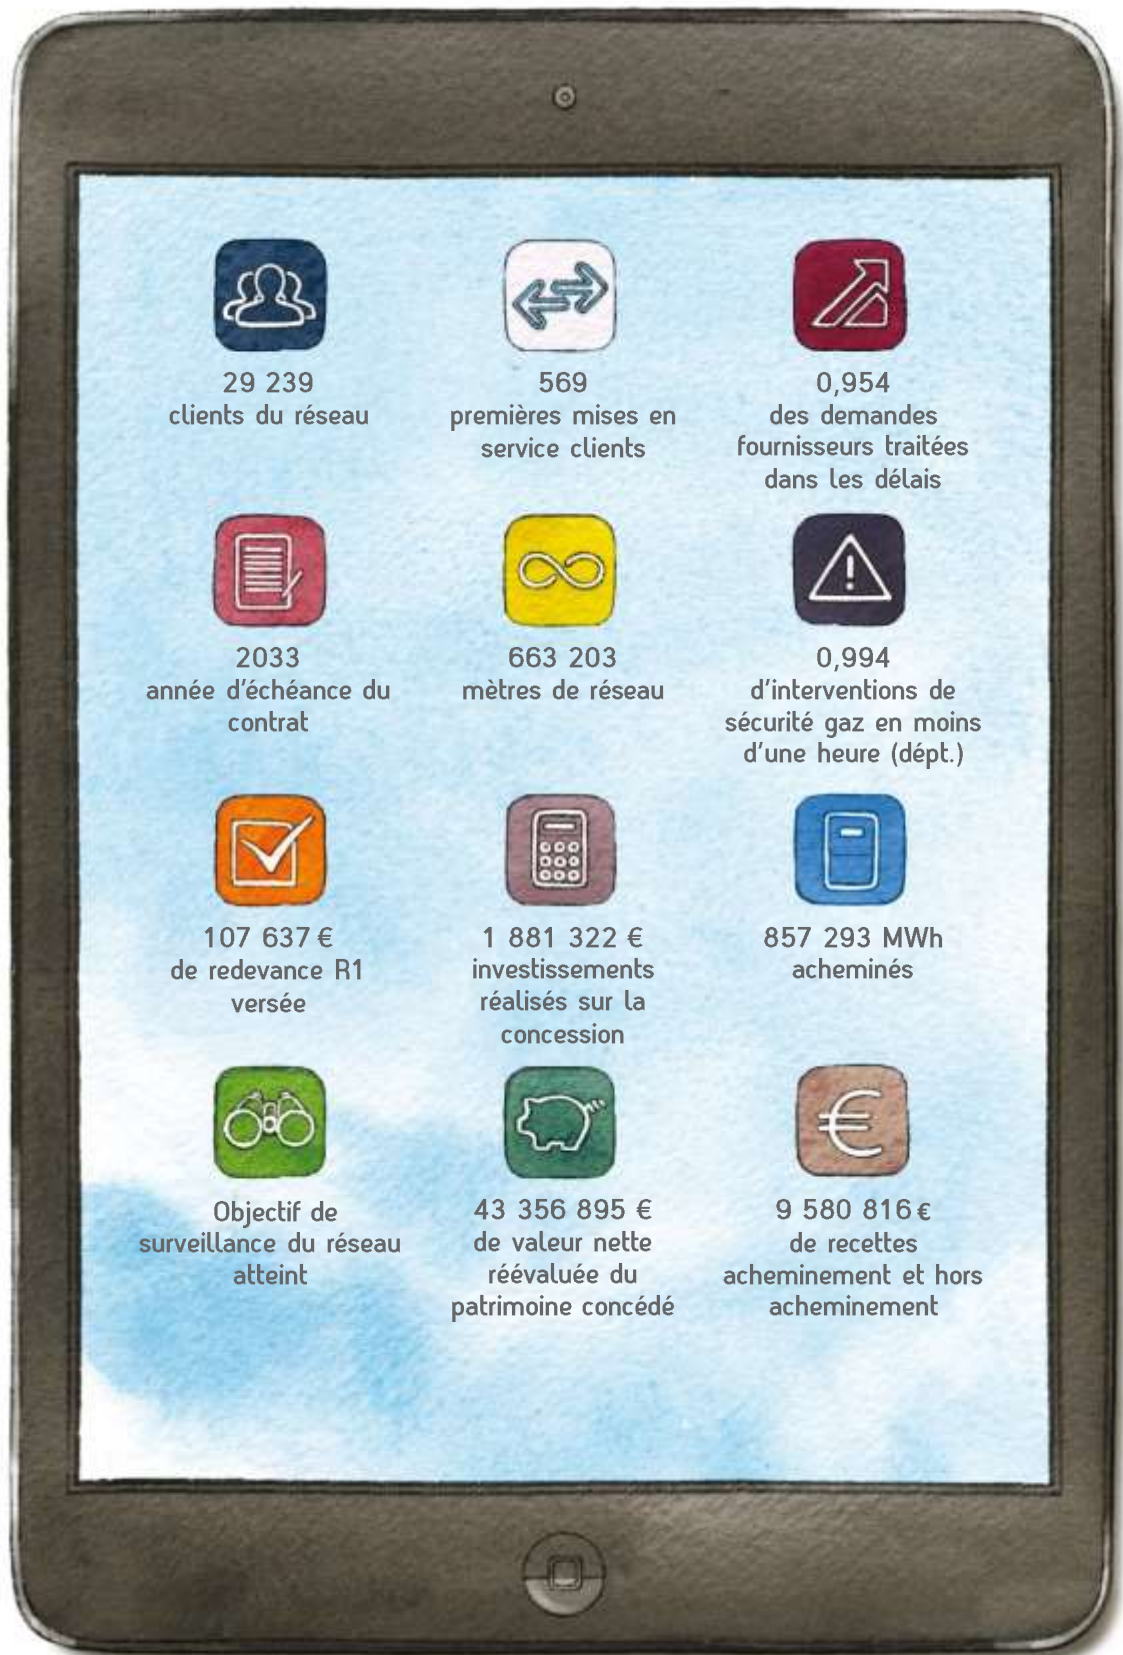 29 239
clients du réseau
569
premières mises en
service clients
0,954
des demandes
fournisseurs traitées
dans les délais
2033
année d'échéance du
contrat
663 203
mètres de réseau
0,994
d'interventions de
sécurité gaz en moins
d'une heure (dépt.)
107 637 €
de redevance R1
versée
1 881 322 €
investissements
réalisés sur la
concession
857 293 MWh
acheminés
Objectif de
surveillance du réseau
atteint
43 356 895 €
de valeur nette
réévaluée du
patrimoine concédé
9 580 816 €
de recettes
acheminement et hors
acheminement